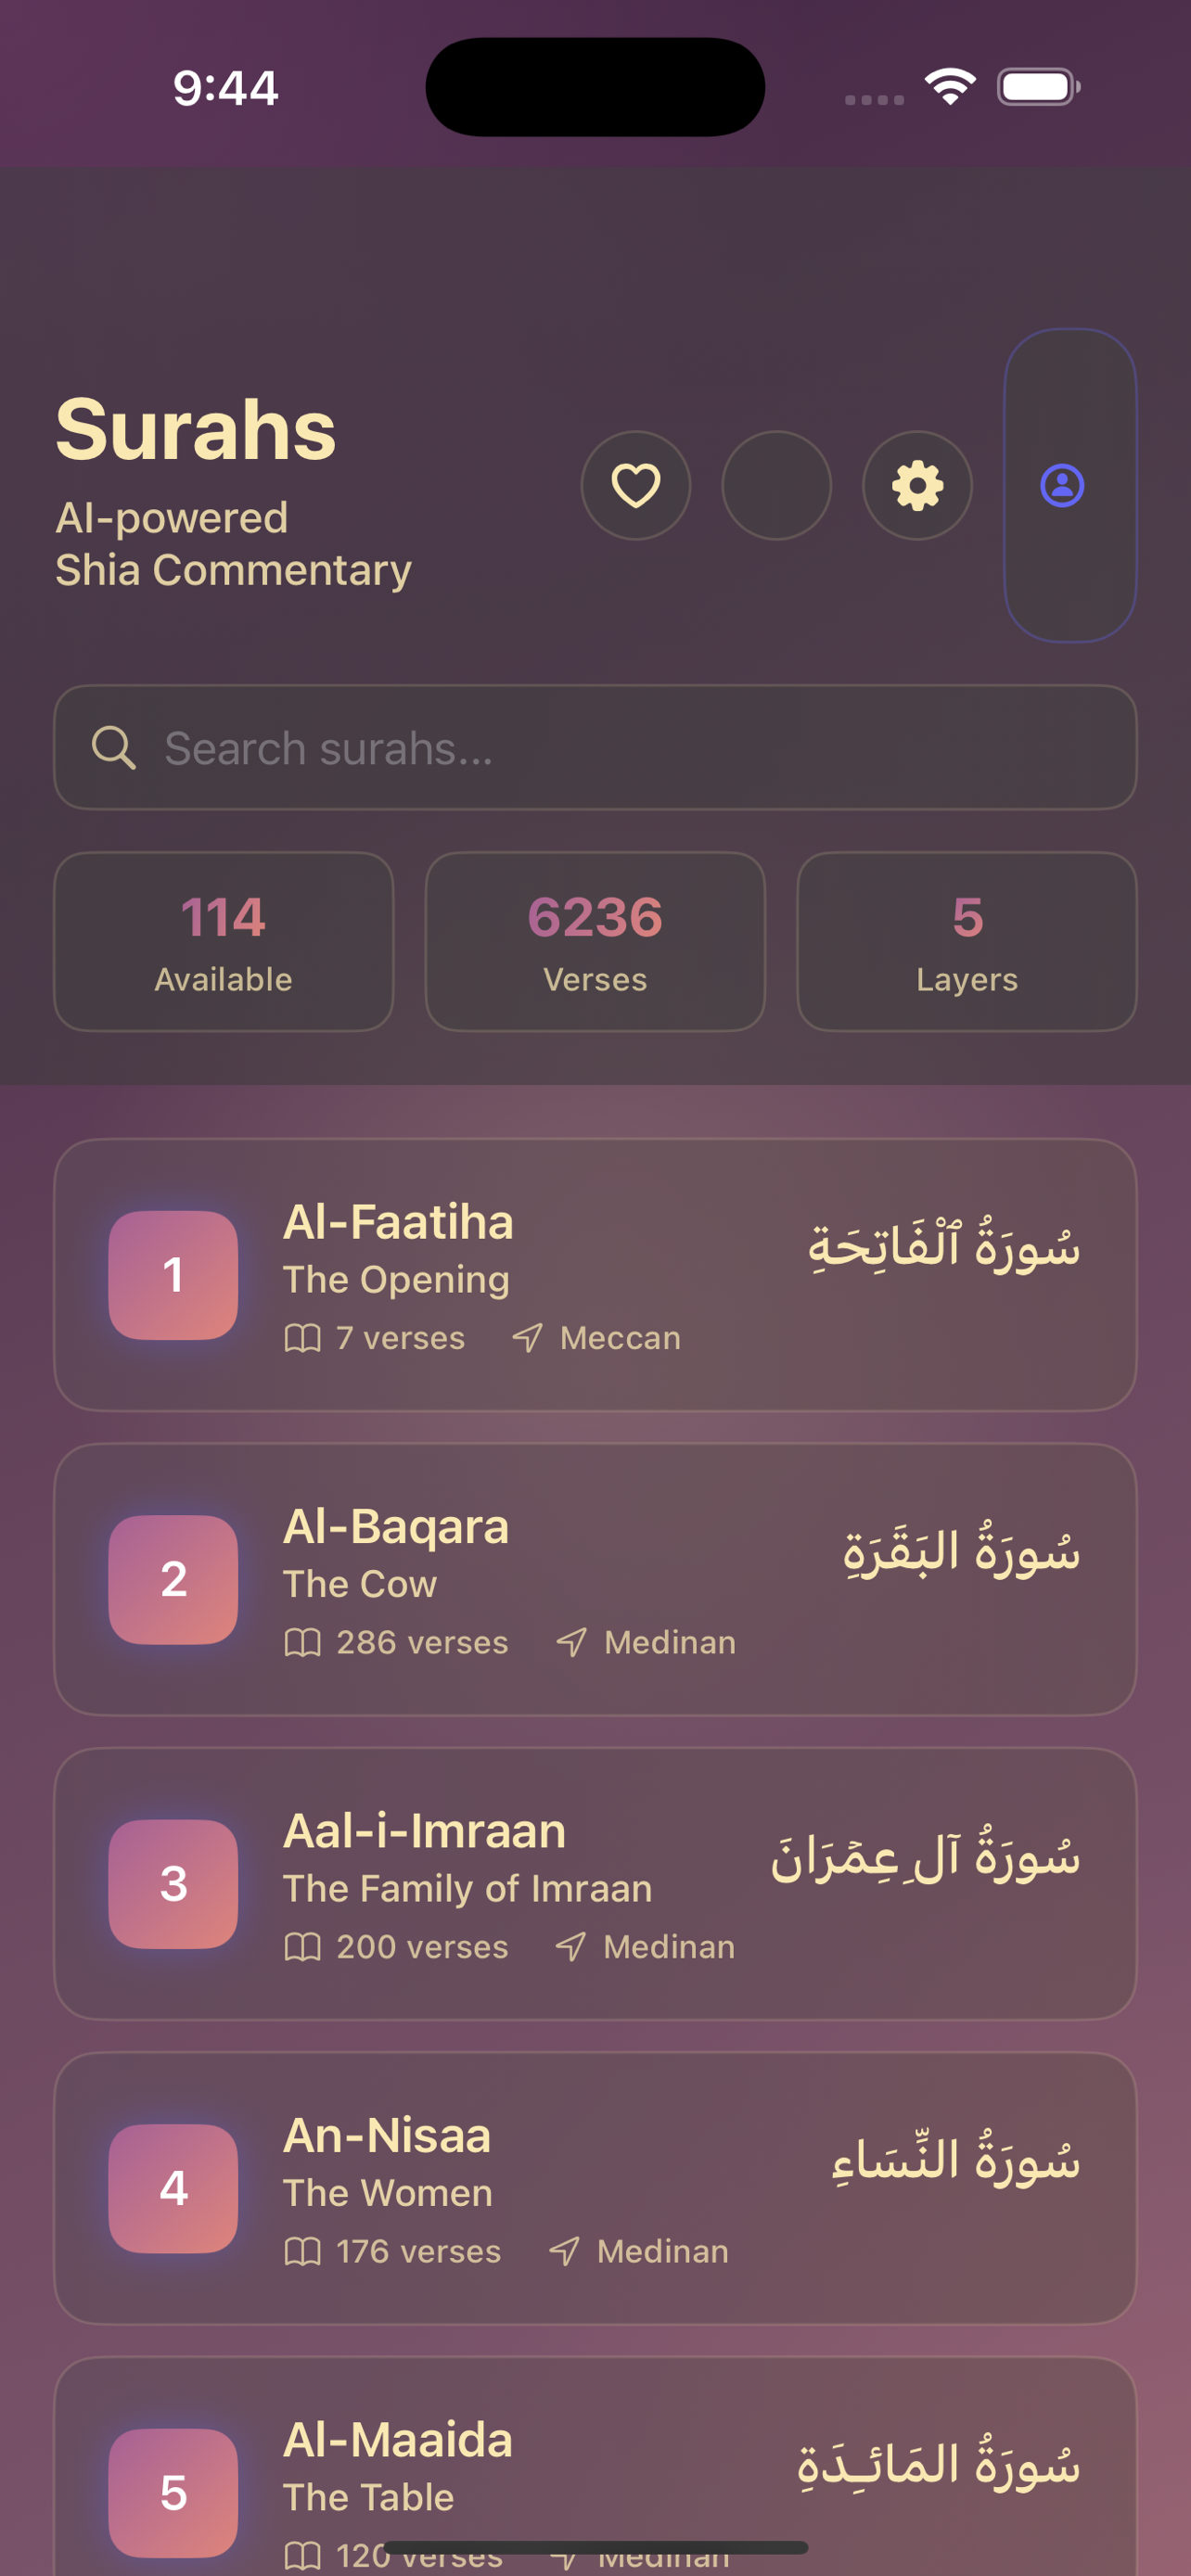 9:44
Surahs
AI-powered
Shia Commentary
Search surahs...
114
Available
6236
Verses
5
Layers
1
Al-Faatiha
The Opening
7 verses
Meccan
سُورَةُ ٱلْفَاتِحَةِ
2
Al-Baqara
The Cow
286 verses
Medinan
سُورَةُ البَقَرَةِ
3
Aal-i-Imraan
The Family of Imraan
200 verses
Medinan
سُورَةُ آلِ عِمۡرَانَ
4
An-Nisaa
The Women
176 verses
Medinan
سُورَةُ النِّسَاءِ
5
Al-Maaida
The Table
120 verses
Medinan
سُورَةُ المَائـِدَةِ